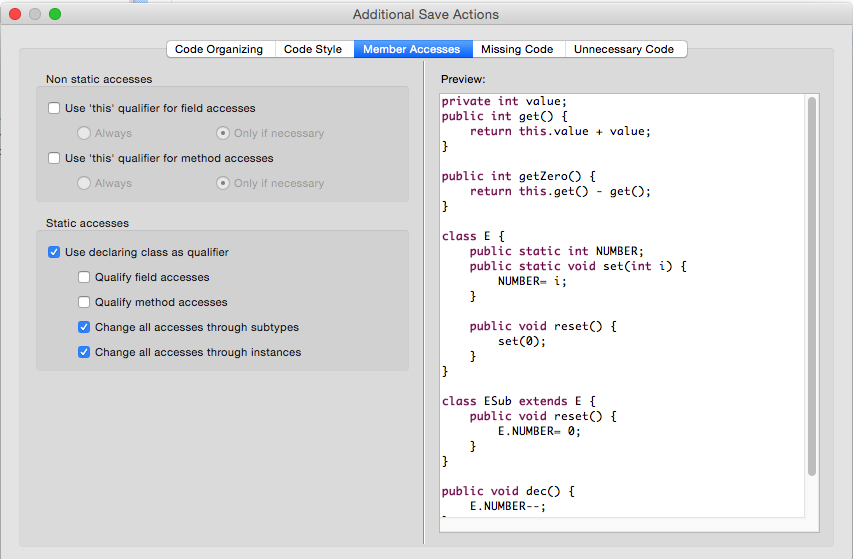 Additional Save Actions
Code Organizing Code Style Member Accesses Missing Code Unnecessary Code
Non static accesses
Use 'this' qualifier for field accesses
Always Only if necessary
Use 'this' qualifier for method accesses
Always Only if necessary
Static accesses
Use declaring class as qualifier
Qualify field accesses
Qualify method accesses
Change all accesses through subtypes
Change all accesses through instances
Preview:
private int value;
public int get() {
    return this.value + value;
}

public int getZero() {
    return this.get() - get();
}

class E {
    public static int NUMBER;
    public static void set(int i) {
        NUMBER= i;
    }

    public void reset() {
        set(0);
    }
}

class ESub extends E {
    public void reset() {
        E.NUMBER= 0;
    }
}

public void dec() {
    E.NUMBER--;